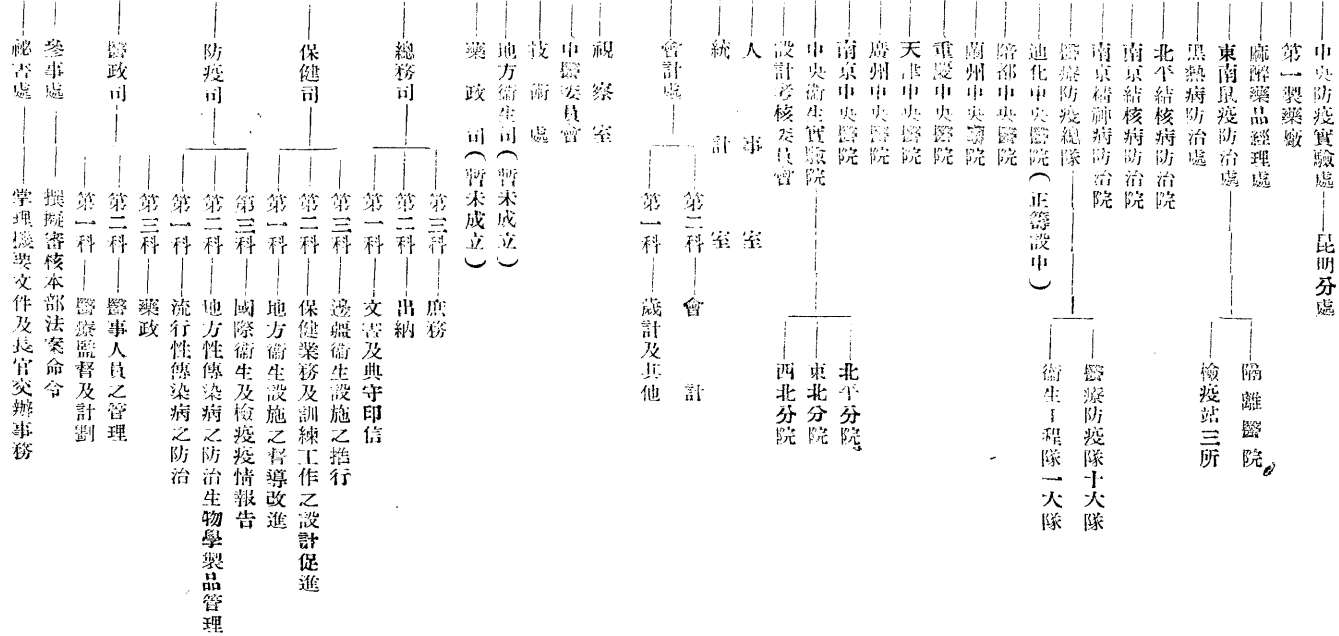 中央防疫實驗處——昆明分處
第一製藥廠
麻醉藥品經理處
東南鼠疫防治處
隔離醫院
檢疫站三所
黑熱病防治處
北平結核病防治院
南京結核病防治院
南京精神病防治院
醫療防疫總隊
醫療防疫隊十大隊
衞生工程隊一大隊
迪化中央醫院(正籌設中)
陪都中央醫院
蘭州中央醫院
重慶中央醫院
天津中央醫院
廣州中央醫院
南京中央醫院
中央衞生實驗院
北平分院
東北分院
西北分院
設計考核委員會
人事室
統計室
會計處
第二科——會計
第一科——歲計及其他
視察室
中醫委員會
技術處
地方衞生司(暫未成立)
藥政司(暫未成立)
總務司
第三科——庶務
第二科——出納
第一科——文書及典守印信
保健司
第三科——邊疆衞生設施之推行
第二科——保健業務及訓練工作之設計促進
第一科——地方衞生設施之督導改進
防疫司
第三科——國際衞生及檢疫疫情報告
第二科——地方性傳染病之防治生物學製品管理
第一科——流行性傳染病之防治
醫政司
第三科——藥政
第二科——醫事人員之管理
第一科——醫療監督及計劃
參事處——撰擬審核本部法案命令
祕書處——掌理機要文件及長官交辦事務